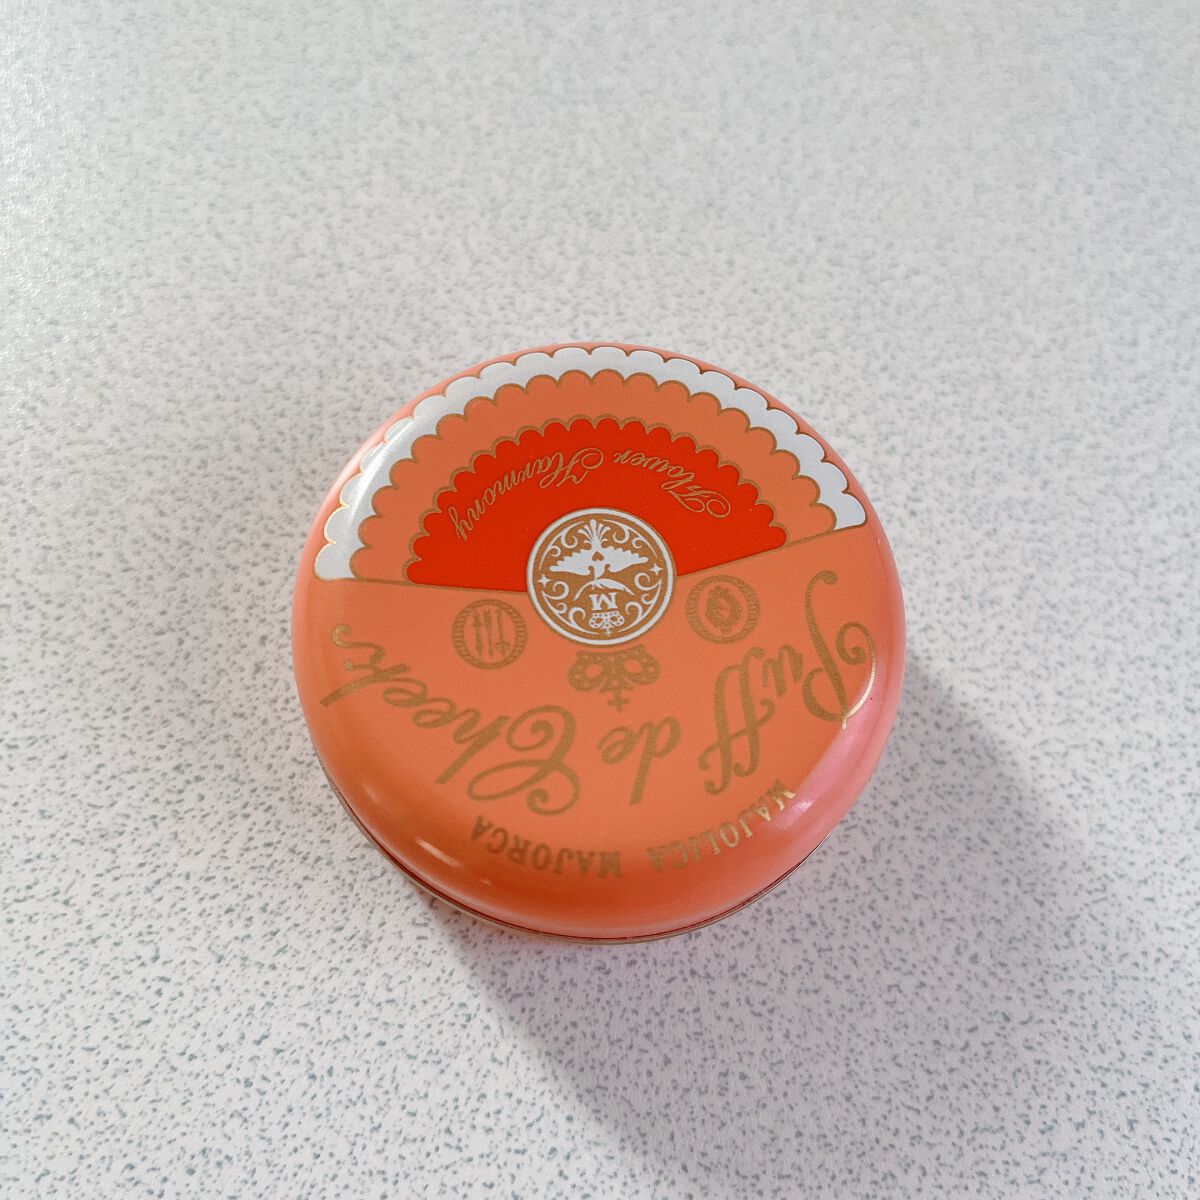 MAJOLICA MAJORCA
Puff de Cheek
M
Flower Harmony